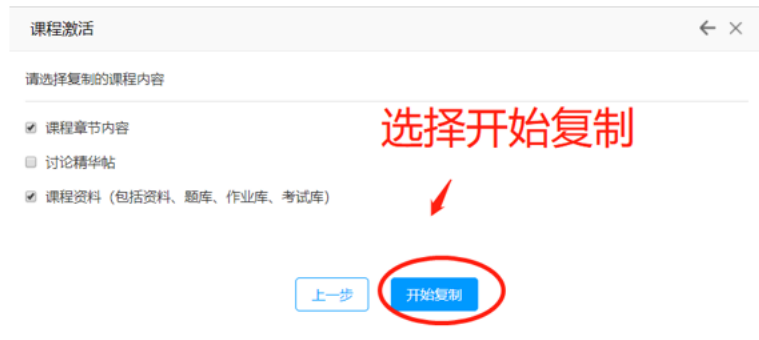 课程激活
请选择复制的课程内容
选择开始复制
课程章节内容
讨论精华帖
课程资料（包括资料、题库、作业库、考试库）
上一步 开始复制